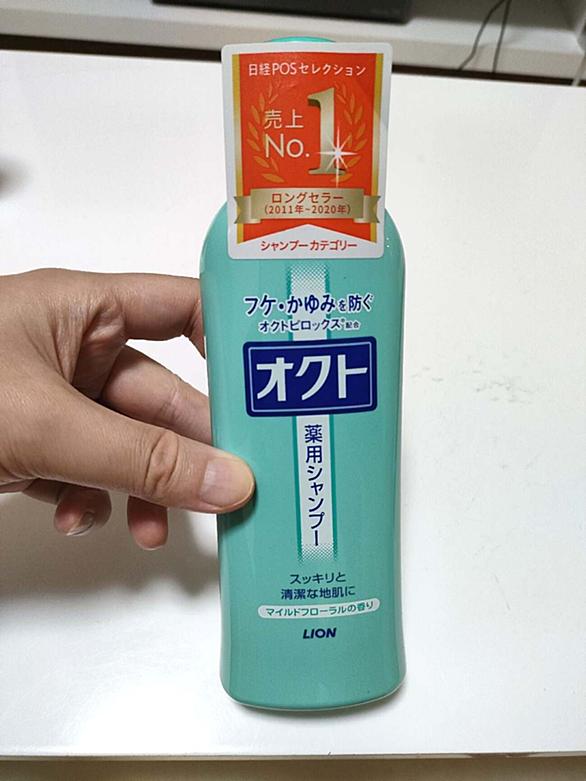 日経POSセレクション
売上
No.1
ロングセラー
(2011年~2020年)
シャンプーカテゴリー
フケ・かゆみを防ぐ
オクトピロックス®配合
オクト
薬用シャンプー
スッキリと
清潔な地肌に
マイルドフローラルの香り
LION